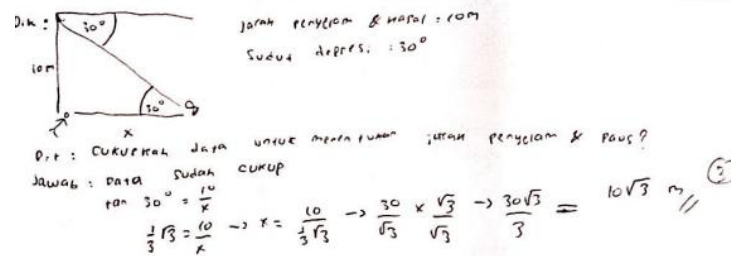 Dik :
30°
jarak penyelam & kapal : 10m
Sudut depresi : 30°
10m
30°
x
Dit : Cukupkah data untuk menentukan jarak penyelam & paus?
Jawab : Data sudah cukup
tan 30° = 10/x
1/3 √3 = 10/x -> x = 10/(1/3 √3) -> 30/√3 x √3/√3 -> 30√3/3 = 10√3 m //